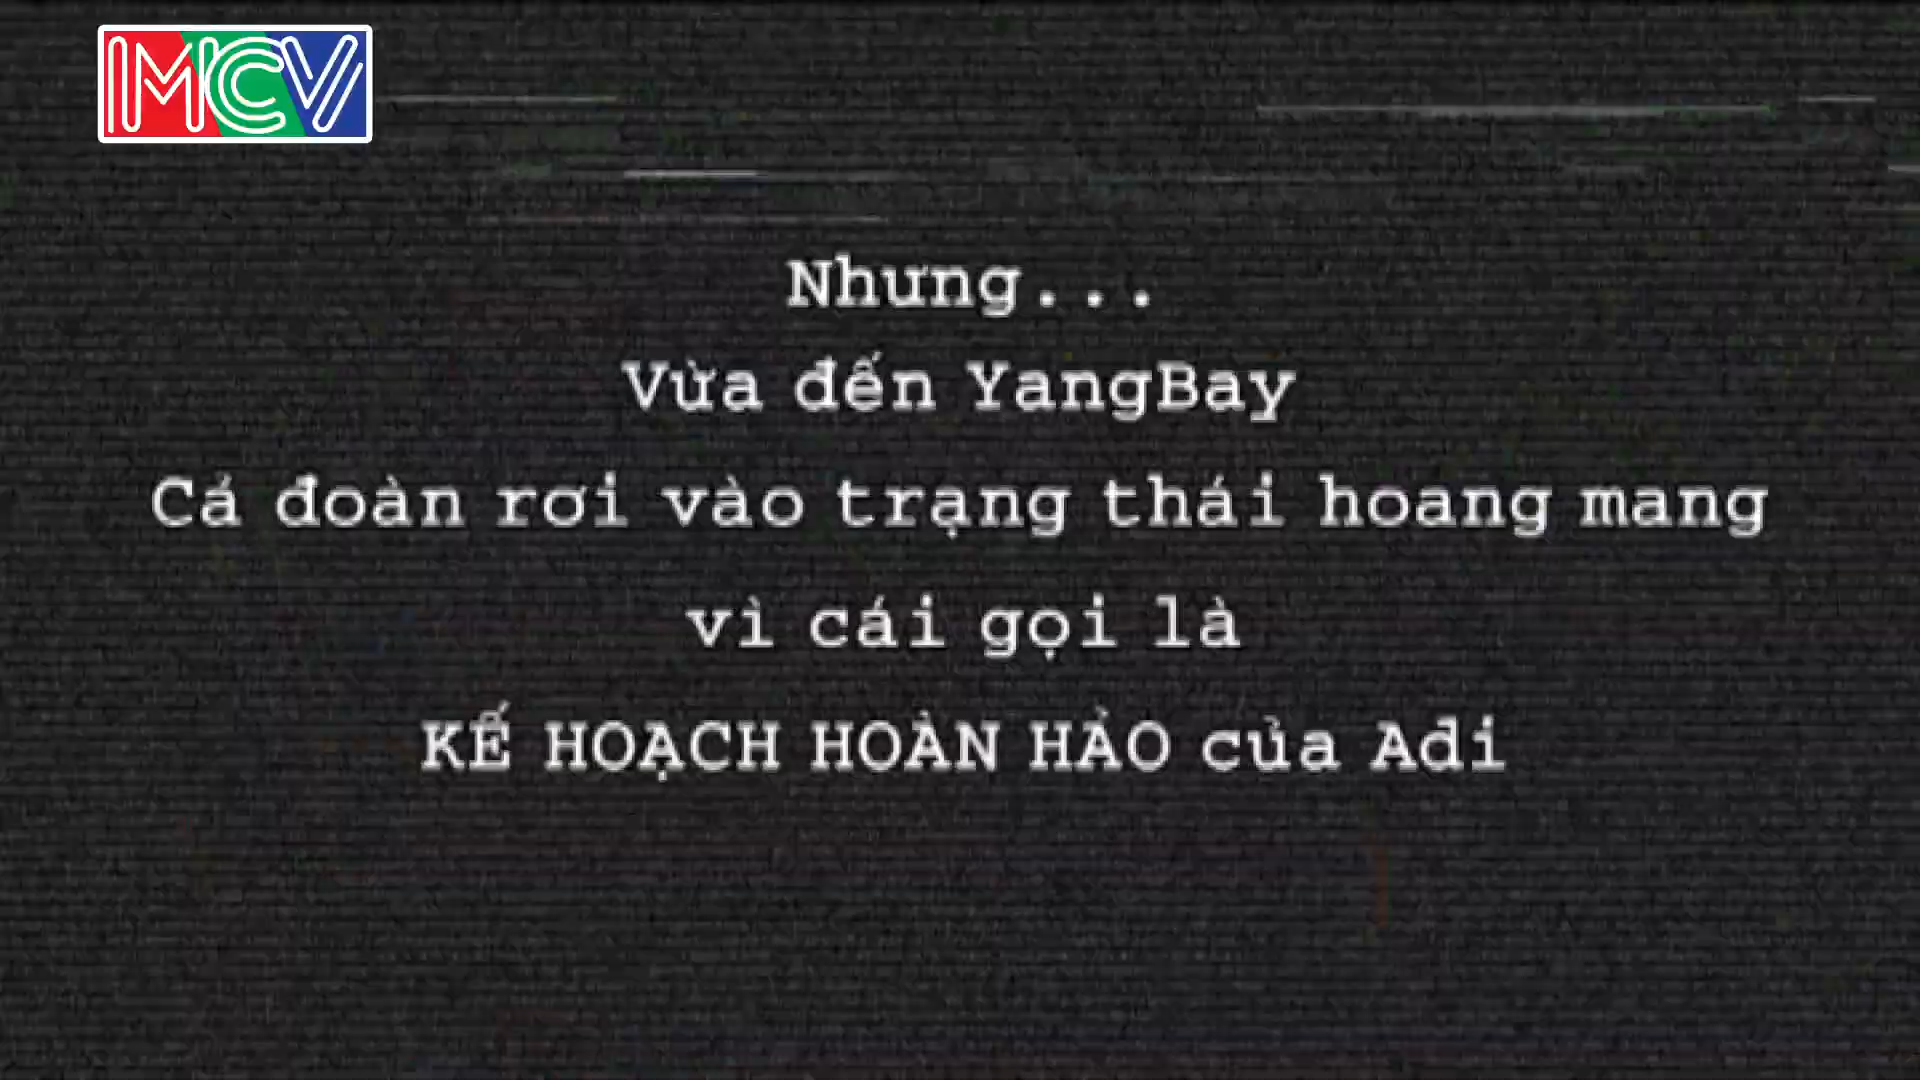 MCV
Nhưng...
Vừa đến YangBay
Cả đoàn rơi vào trạng thái hoang mang
vì cái gọi là
KẾ HOẠCH HOÀN HẢO của Adi